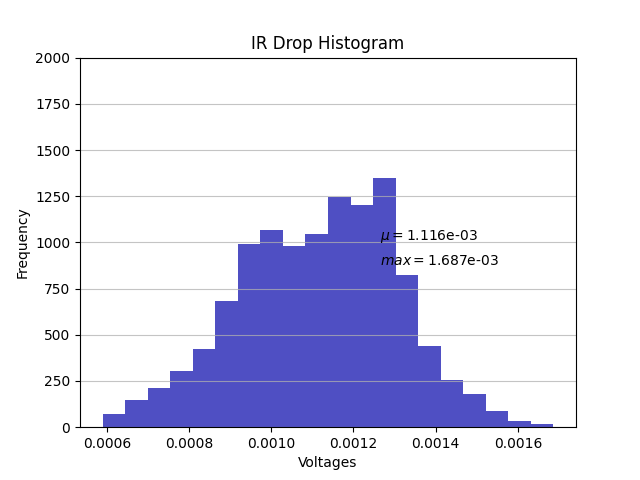 IR Drop Histogram
2000
1750
1500
1250
1000
750
500
250
0
Frequency
μ = 1.116e-03
max = 1.687e-03
0.0006 0.0008 0.0010 0.0012 0.0014 0.0016
Voltages